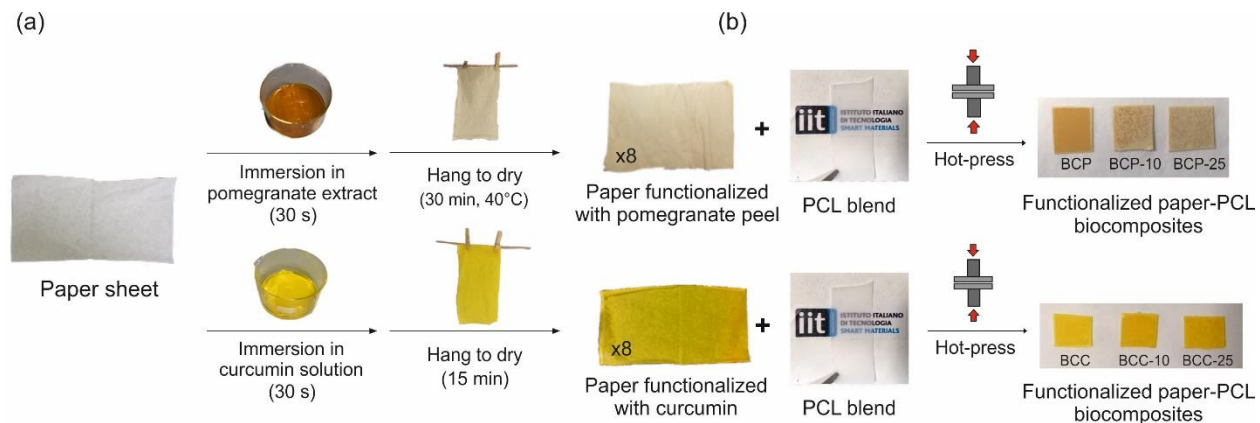 (a)
(b)
Immersion in
pomegranate extract
(30 s)
Hang to dry
(30 min, 40°C)
x8
Paper functionalized
with pomegranate peel
+
iit
ISTITUTO ITALIANO
DI TECNOLOGIA
SMART MATERIALS
PCL blend
Hot-press
BCP
BCP-10
BCP-25
Functionalized paper-PCL
biocomposites
Paper sheet
Immersion in
curcumin solution
(30 s)
Hang to dry
(15 min)
x8
Paper functionalized
with curcumin
+
iit
ISTITUTO ITALIANO
DI TECNOLOGIA
SMART MATERIALS
PCL blend
Hot-press
BCC
BCC-10
BCC-25
Functionalized paper-PCL
biocomposites